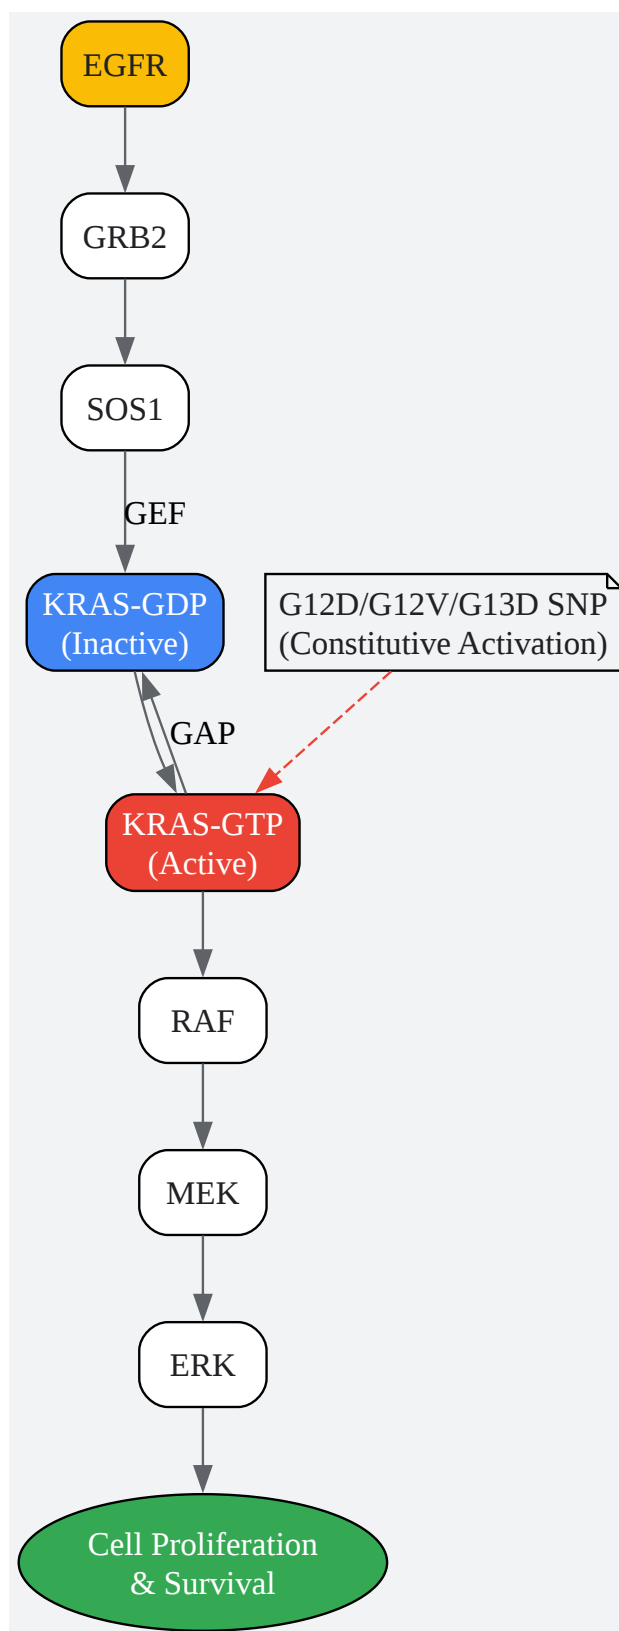 EGFR
GRB2
SOS1
GEF
KRAS-GDP
(Inactive)
G12D/G12V/G13D SNP
(Constitutive Activation)
GAP
KRAS-GTP
(Active)
RAF
MEK
ERK
Cell Proliferation
& Survival